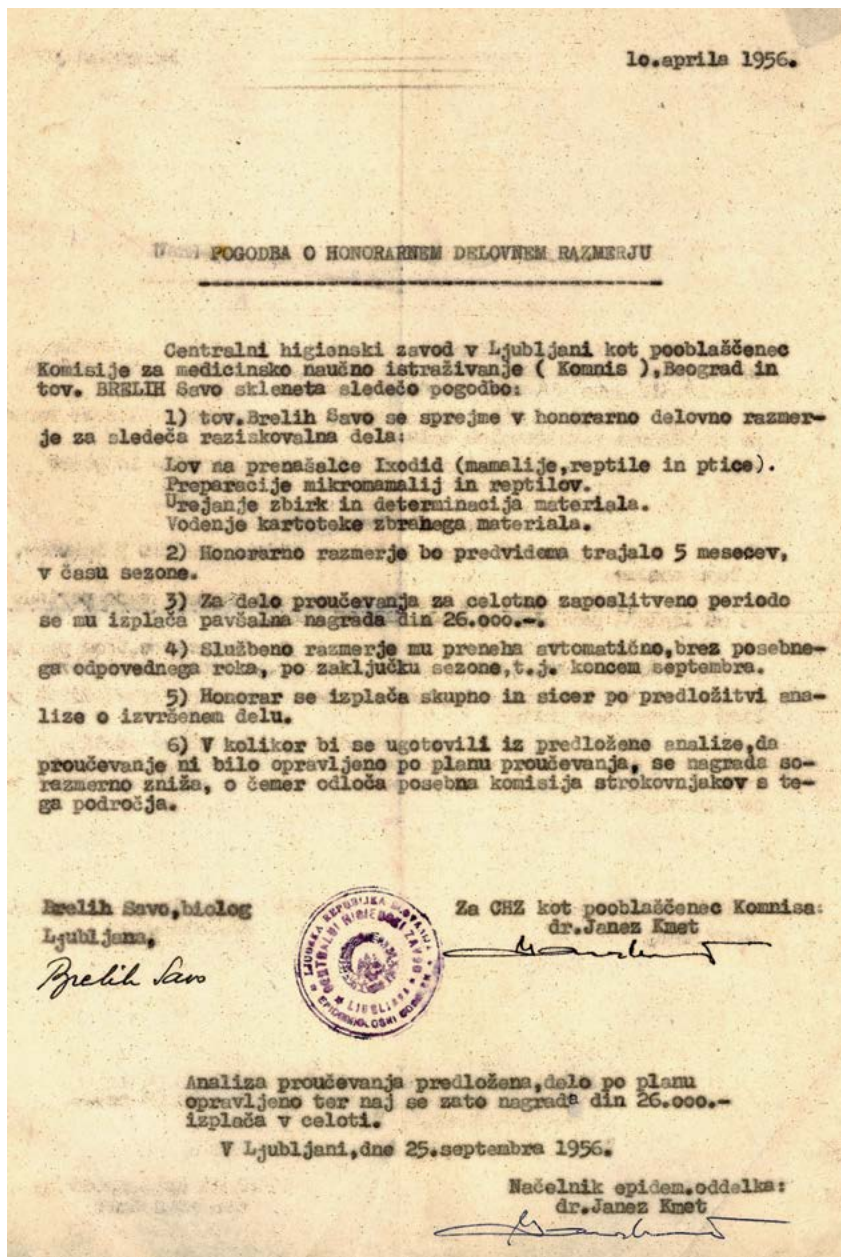 lo.aprila 1956.
POGODBA O HONORARNEM DELOVNEM RAZMERJU
Centralni higienski zavod v Ljubljani kot pooblaščenec
Komisije za medicinsko naučno istraživanje ( Komnis ),Beograd in
tov. BRELIH Savo skleneta sledečo pogodbo:
1) tov.Brelih Savo se sprejme v honorarno delovno razmer-
je za sledeča raziskovalna dela:
Lov na prenašalce Ixodid (mamalije,reptile in ptice).
Preparacije mikromamalij in reptilov.
Urejanje zbirk in determinacija materiala.
Vodenje kartoteke zbrahega materiala.
2) Honorarno razmerje bo predvidema trajalo 5 mesecev,
v času sezone.
3) Za delo proučevanja za celotno zaposlitveno periodo
se mu izplača pavšalna nagrada din 26.ooo.-.
4) Službeno razmerje mu preneha avtomatično,brez posebne-
ga odpovednega roka, po zaključku sezone,t.j. koncem septembra.
5) Honorar se izplača skupno in sicer po predložitvi ana-
lize o izvršenem delu.
6) V kolikor bi se ugotovili iz predložene analize,da
proučevanje ni bilo opravljeno po planu proučevanja, se nagrada so-
razmerno zniža, o čemer odloča posebna komisija strokovnjakov s te-
ga področja.
Brelih Savo,biolog
Ljubljana,
Brelih Savo
LJUDSKA REPUBLIKA SLOVENIJA
CENTRALNI HIGIENSKI ZAVOD
LJUBLJANA
EPIDEMIOLOŠKI
Za CHZ kot pooblaščenec Komnisa:
dr.Janez Kmet
Analiza proučevanja predložena,delo po planu
opravljeno ter naj se zato nagrada din 26.ooo.-
izplača v celoti.
V Ljubljani,dne 25.septembra 1956.
Načelnik epidem.oddelka:
dr.Janez Kmet